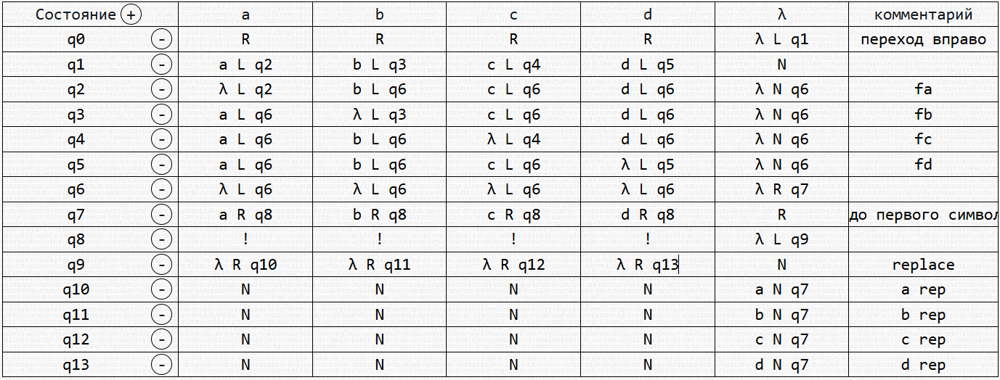 Состояние + a b c d λ комментарий
q0 - R R R R λ L q1 переход вправо
q1 - a L q2 b L q3 c L q4 d L q5 N
q2 - λ L q2 b L q6 c L q6 d L q6 λ N q6 fa
q3 - a L q6 λ L q3 c L q6 d L q6 λ N q6 fb
q4 - a L q6 b L q6 λ L q4 d L q6 λ N q6 fc
q5 - a L q6 b L q6 c L q6 λ L q5 λ N q6 fd
q6 - λ L q6 λ L q6 λ L q6 λ L q6 λ R q7
q7 - a R q8 b R q8 c R q8 d R q8 R до первого символ
q8 - ! ! ! ! λ L q9
q9 - λ R q10 λ R q11 λ R q12 λ R q13 N replace
q10 - N N N N a N q7 a rep
q11 - N N N N b N q7 b rep
q12 - N N N N c N q7 c rep
q13 - N N N N d N q7 d rep